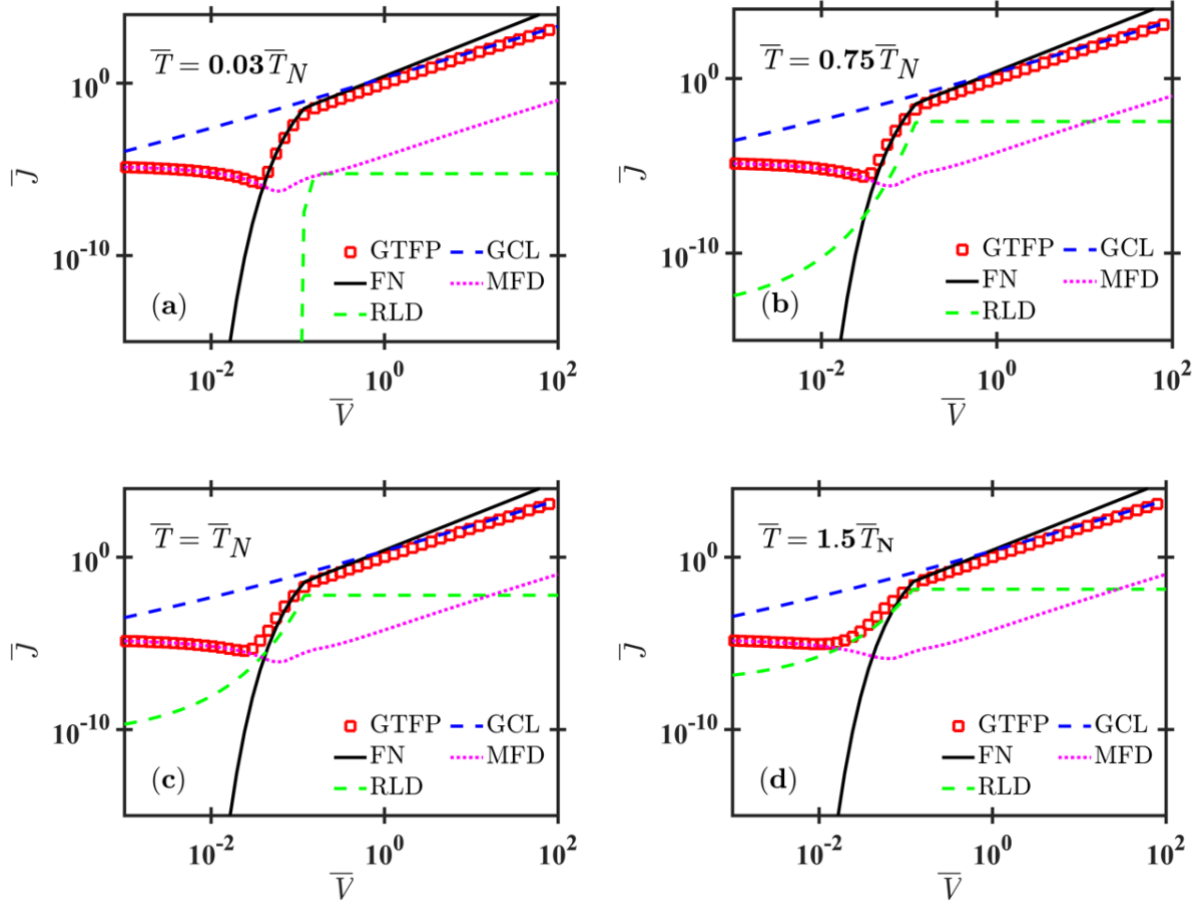 T̅ = 0.03T̅_N
10^0
10^-10
J̅
GTFP GCL
FN MFD
RLD
(a)
10^-2 10^0 10^2
V̅
T̅ = 0.75T̅_N
10^0
10^-10
J̅
GTFP GCL
FN MFD
RLD
(b)
10^-2 10^0 10^2
V̅
T̅ = T̅_N
10^0
10^-10
J̅
GTFP GCL
FN MFD
RLD
(c)
10^-2 10^0 10^2
V̅
T̅ = 1.5T̅_N
10^0
10^-10
J̅
GTFP GCL
FN MFD
RLD
(d)
10^-2 10^0 10^2
V̅